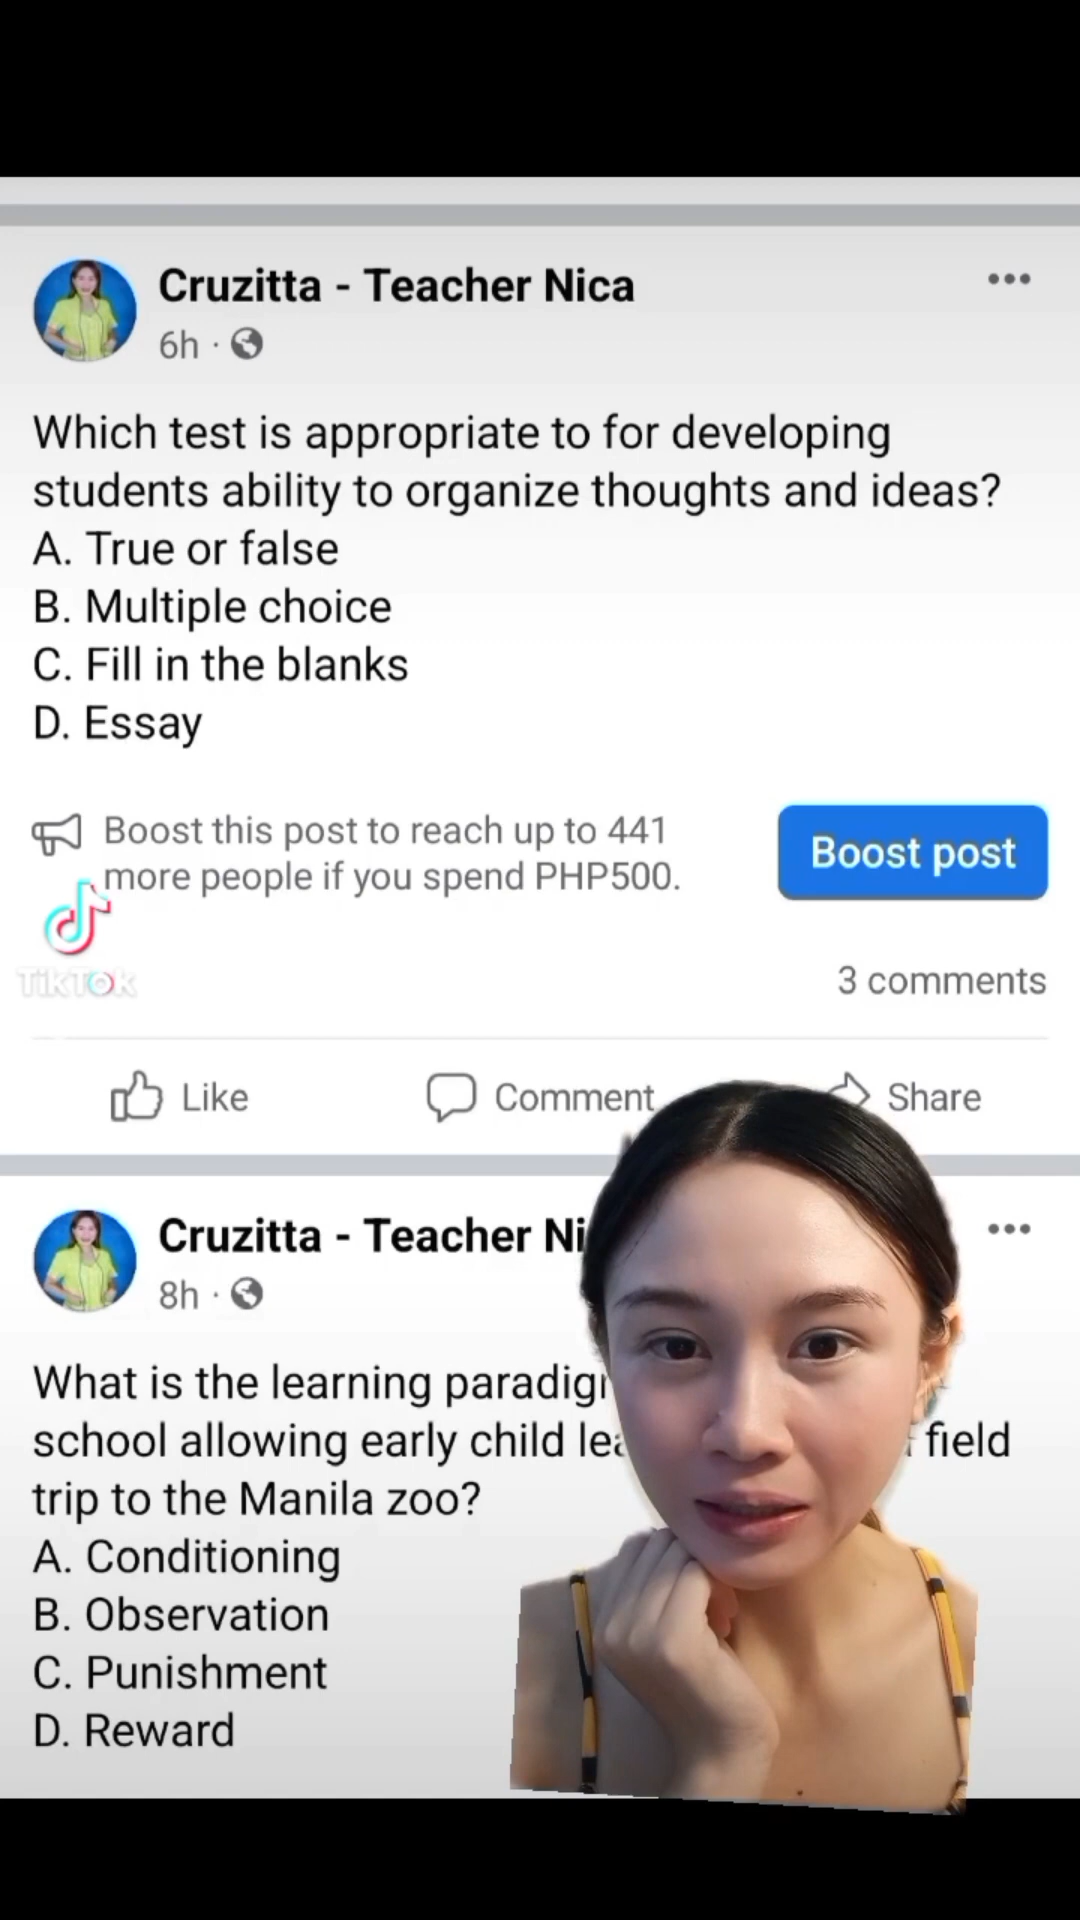 Cruzitta - Teacher Nica
6h ·
Which test is appropriate to for developing
students ability to organize thoughts and ideas?
A. True or false
B. Multiple choice
C. Fill in the blanks
D. Essay
Boost this post to reach up to 441
more people if you spend PHP500.
Boost post
TikTok
3 comments
Like
Comment
Share
Cruzitta - Teacher
8h ·
What is the learning
school allowing early child field
trip to the Manila zoo?
A. Conditioning
B. Observation
C. Punishment
D. Reward